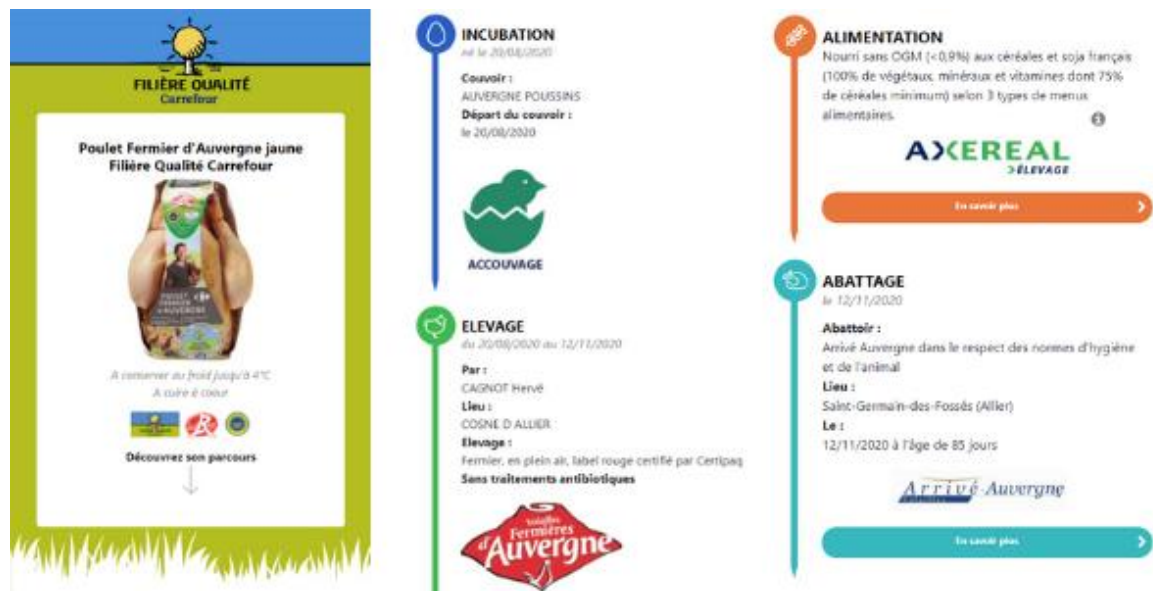 FILIÈRE QUALITÉ
Carrefour
Poulet Fermier d'Auvergne jaune
Filière Qualité Carrefour
POULET
FERMIER
D'AUVERGNE
A conserver au froid jusqu'à 4°C
A cuire à coeur
Découvrez son parcours
INCUBATION
né le 20/08/2020
Couvoir :
AUVERGNE POUSSINS
Départ du couvoir :
le 20/08/2020
ACCOUVAGE
ELEVAGE
du 20/08/2020 au 12/11/2020
Par :
CAGNOT Hervé
Lieu :
COSNE D ALLIER
Elevage :
Fermier, en plein air, label rouge certifié par Certipaq
Sans traitements antibiotiques
Volailles
Fermières
d'Auvergne
ALIMENTATION
Nourri sans OGM (<0,9%) aux céréales et soja français
(100% de végétaux, minéraux et vitamines dont 75%
de céréales minimum) selon 3 types de menus
alimentaires.
AXEREAL
>ÉLEVAGE
En savoir plus
ABATTAGE
le 12/11/2020
Abattoir :
Arrivé Auvergne dans le respect des normes d'hygiène
et de l'animal
Lieu :
Saint-Germain-des-Fossés (Allier)
Le :
12/11/2020 à l'âge de 85 jours
Arrivé-Auvergne
En savoir plus